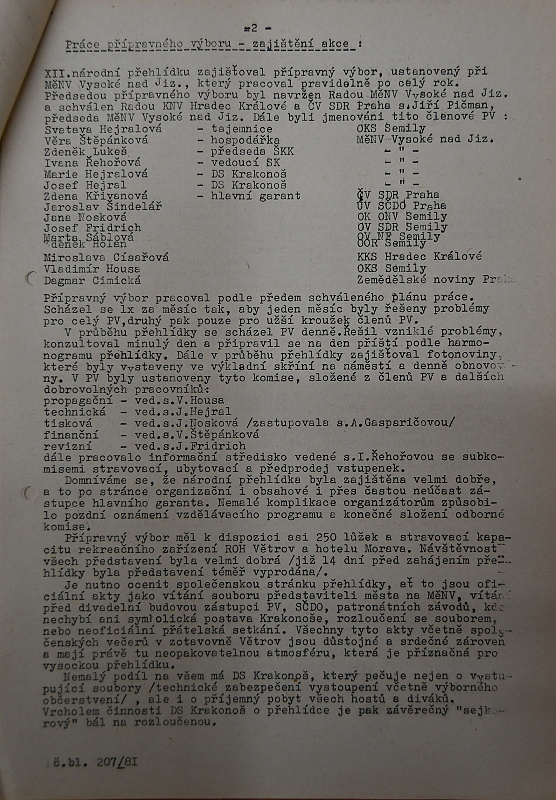 -2 -
Práce přípravného výboru - zajištění akce :
XII.národní přehlídku zajišťoval přípravný výbor, ustanovený při
MěNV Vysoké nad Jiz., který pracoval pravidelně po celý rok.
Předsedou přípravného výboru byl navržen Radou MěNV Vysoké nad Jiz.
a schválen Radou KNV Hradec Králové a ČV SDR Praha s.Jiří Pičman,
předseda MěNV Vysoké nad Jiz. Dále byli jmenováni tito členové PV :
Svatava Hejralová - tajemnice OKS Semily
Věra Štěpánková - hospodářka MěNV Vysoké nad Jiz.
Zdeněk Lukeš - předseda SKK - " -
Ivana Řehořová - vedoucí SK - " -
Marie Hejralová - DS Krakonoš - " -
Josef Hejral - DS Krakonoš - " -
Zdena Křiyanová - hlavní garant ČV SDR Praha
Jaroslav Šindelář ÚV SČDO Praha
Jana Nosková OK ONV Semily
Josef Fridrich OV SDR Semily
Marta Sáblová OV NF Semily
Zdeněk Holan OOR Semily
Miroslava Císařová KKS Hradec Králové
Vladimír Housa OKS Semily
Dagmar Cimická Zemědělské noviny
Přípravný výbor pracoval podle předem schváleného plánu práce.
Scházel se 1x za měsíc tak, aby jeden měsíc byly řešeny problémy
pro celý PV,druhý pak pouze pro užší kroužek členů PV.
V průběhu přehlídky se scházel PV denně.Řešil vzniklé problémy,
konzultoval minulý den a připravil se na den příští podle harmo-
nogramu přehlídky. Dále v průběhu přehlídky zajišťoval fotonoviny,
které byly vystaveny ve výkladní skříni na náměstí a denně obnovov -
ny. V PV byly ustanoveny tyto komise, složené z členů PV a dalších
dobrovolných pracovníků:
propagační - ved.s.V.Housa
technická - ved.s.J.Hejral
tisková - ved.s.J.Nosková /zastupovala s.A.Gasparičovou/
finanční - ved.s.V.Štěpánková
revizní - ved.s.J.Fridrich
dále pracovalo informační středisko vedené s.I.Řehořovou se subko-
misemi stravovací, ubytovací a předprodej vstupenek.
Domníváme se, že národní přehlídka byla zajištěna velmi dobře,
a to po stránce organizační i obsahové i přes častou neúčast zá-
stupce hlavního garanta. Nemalé komplikace organizátorům způsobi-
lo pozdní oznámení vzdělávacího programu a konečné složení odborné
komise.
Přípravný výbor měl k dispozici asi 250 lůžek a stravovací kapa-
citu rekreačního zařízení ROH Větrov a hotelu Morava. Návštěvnost
všech představení byla velmi dobrá /již 14 dní před zahájením pře-
hlídky byla představení téměř vyprodána/.
Je nutno ocenit společenskou stránku přehlídky, ať to jsou ofi-
ciální akty jako vítání souboru představiteli města na MěNV, vítání
před divadelní budovou zástupci PV, SČDO, patronátních závodů, kde
nechybí ani symbolická postava Krakonoše, rozloučení se souborem,
nebo neoficiální přátelská setkání. Všechny tyto akty včetně spole-
čenských večerů v zotavovně Větrov jsou důstojné a srdečné zároveň
a mají právě tu neopakovatelnou atmosféru, která je příznačná pro
vysockou přehlídku.
Nemalý podíl na všem má DS Krakonoš, který pečuje nejen o vystu-
pující soubory /technické zabezpečení vystoupení včetně výborného
občerstvení/ , ale i o příjemný pobyt všech hostů a diváků.
Vrcholem činnosti DS Krakonoš o přehlídce je pak závěrečný "sejk -
rový" bál na rozloučenou.
č.bl. 207/81